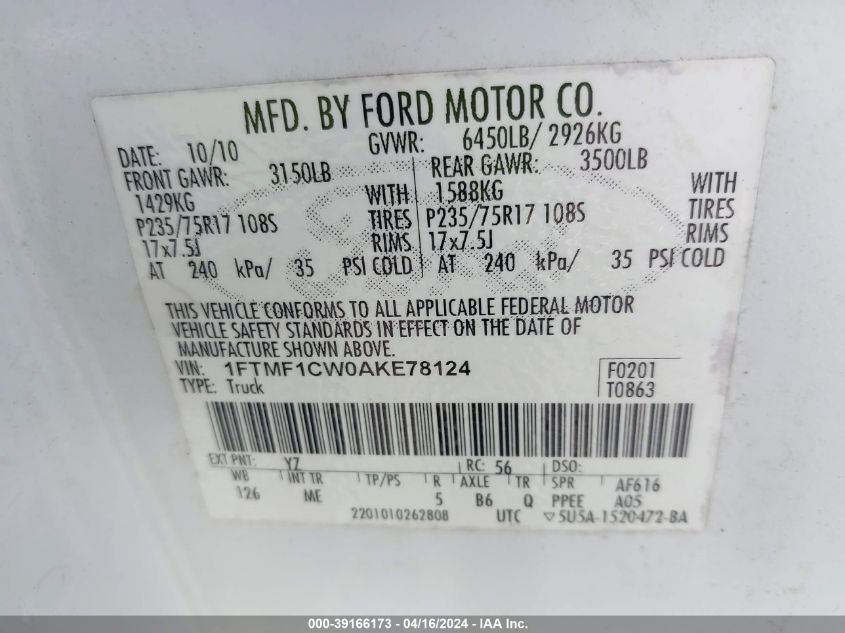 MFD. BY FORD MOTOR CO.
DATE: 10/10 GVWR: 6450LB/ 2926KG
FRONT GAWR: 3150LB REAR GAWR: 3500LB
1429KG WITH 1588KG WITH
P235/75R17 108S TIRES P235/75R17 108S TIRES
17x7.5J RIMS 17x7.5J RIMS
AT 240 kPa/ 35 PSI COLD AT 240 kPa/ 35 PSI COLD
THIS VEHICLE CONFORMS TO ALL APPLICABLE FEDERAL MOTOR
VEHICLE SAFETY STANDARDS IN EFFECT ON THE DATE OF
MANUFACTURE SHOWN ABOVE.
VIN: 1FTMF1CW0AKE78124 F0201
TYPE: Truck T0863
EXT PNT: YZ RC: 56 DSO:
WB INT TR TP/PS R AXLE TR SPR AF616
126 ME 5 B6 Q PPEE A05
2201010262808 UTC ▽5U5A-1520472-BA
000-39166173 - 04/16/2024 - IAA Inc.